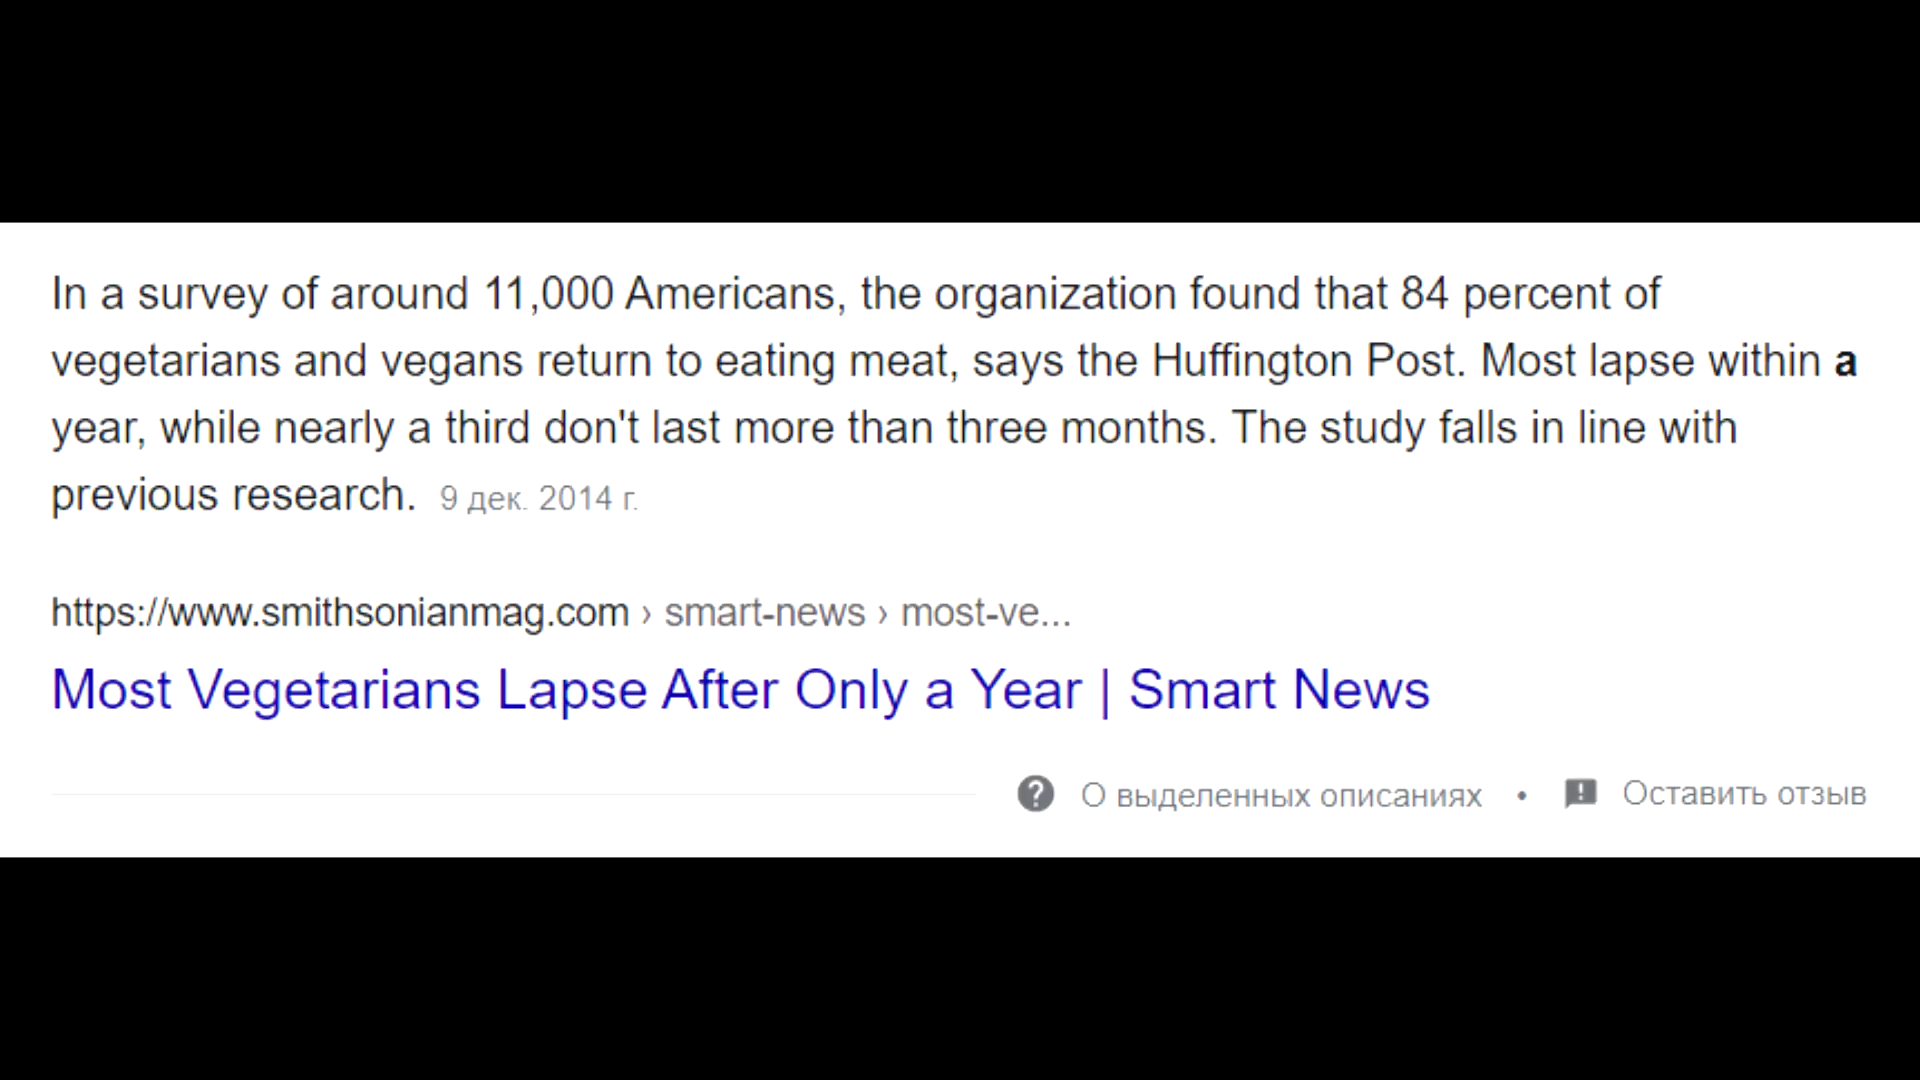 In a survey of around 11,000 Americans, the organization found that 84 percent of
vegetarians and vegans return to eating meat, says the Huffington Post. Most lapse within a
year, while nearly a third don't last more than three months. The study falls in line with
previous research. 9 дек. 2014 г.
https://www.smithsonianmag.com › smart-news › most-ve...
Most Vegetarians Lapse After Only a Year | Smart News
О выделенных описаниях • Оставить отзыв